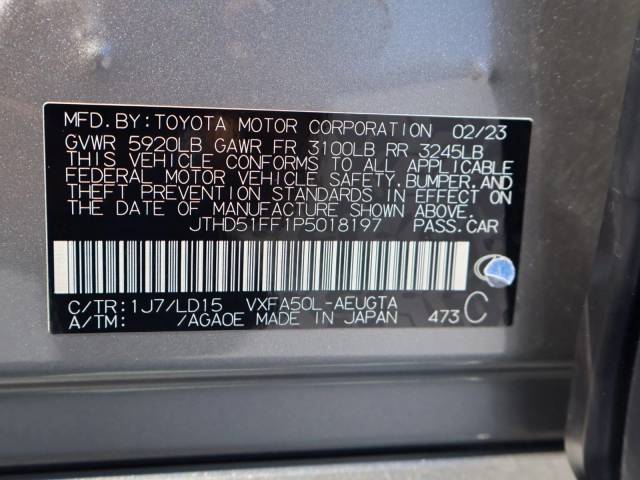 MFD. BY: TOYOTA MOTOR CORPORATION 02/23
GVWR 5920LB GAWR FR 3100LB RR 3245LB
THIS VEHICLE CONFORMS TO ALL APPLICABLE
FEDERAL MOTOR VEHICLE SAFETY, BUMPER, AND
THEFT PREVENTION STANDARDS IN EFFECT ON
THE DATE OF MANUFACTURE SHOWN ABOVE.
JTHD51FF1P5018197 PASS. CAR
C/TR: 1J7/LD15 VXFA50L-AEUGTA
A/TM: /AGA0E MADE IN JAPAN 473 C